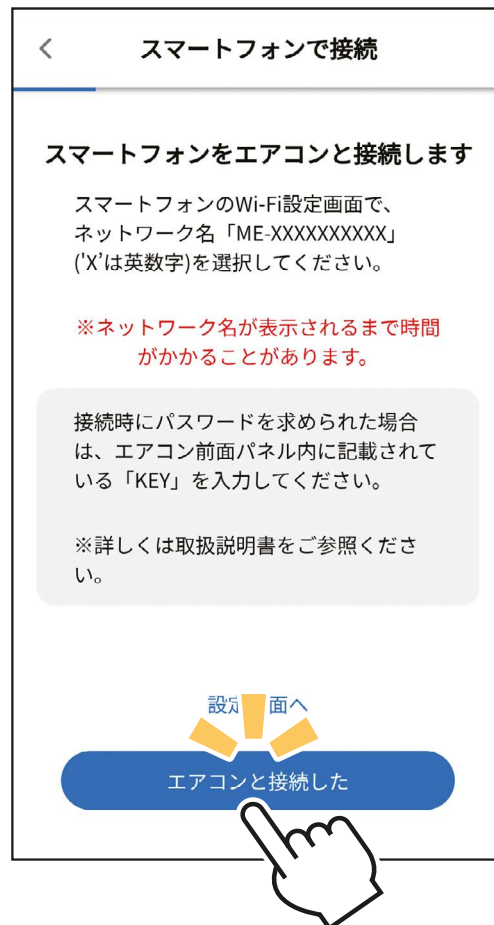 スマートフォンで接続
スマートフォンをエアコンと接続します
スマートフォンのWi-Fi設定画面で、
ネットワーク名「ME-XXXXXXXXXX」
('X’は英数字)を選択してください。
※ネットワーク名が表示されるまで時間
がかかることがあります。
接続時にパスワードを求められた場合
は、エアコン前面パネル内に記載されて
いる「KEY」を入力してください。
※詳しくは取扱説明書をご参照くださ
い。
設定画面へ
エアコンと接続した